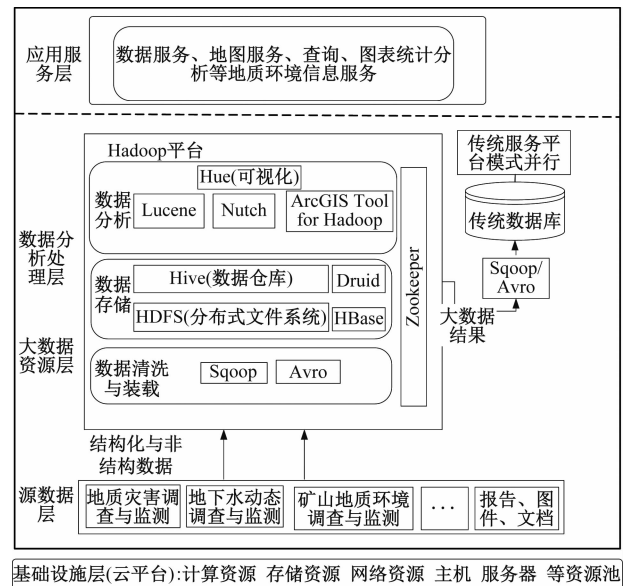 应用服
务层
数据服务、地图服务、查询、图表统计分
析等地质环境信息服务
数据分
析处
理层
大数据
资源层
Hadoop平台
Hue(可视化)
数据
分析
Lucene
Nutch
ArcGIS Tool
for Hadoop
数据
存储
Hive(数据仓库)
Druid
HDFS(分布式文件系统)
HBase
数据清洗
与装载
Sqoop
Avro
Zookeeper
传统服务平
台模式并行
传统数据库
Sqoop/
Avro
大数据
结果
结构化与非
结构数据
源数据
层
地质灾害调
查与监测
地下水动态
调查与监测
矿山地质环境
调查与监测
···
报告、图
件、文档
基础设施层(云平台):计算资源 存储资源 网络资源 主机 服务器 等资源池